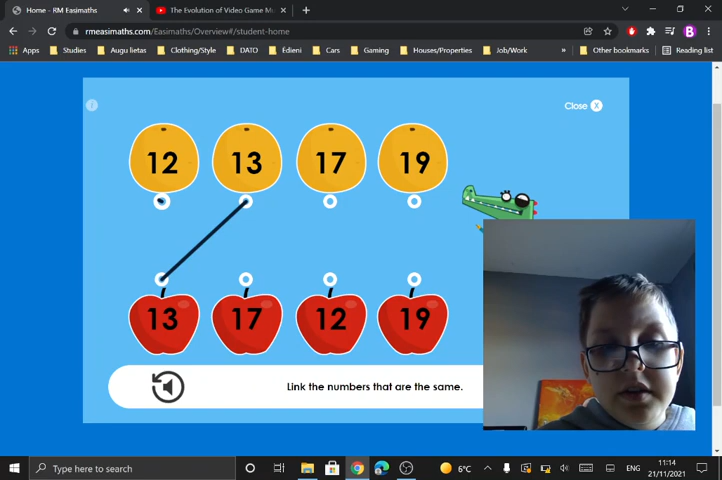 Home - RM Easimaths
The Evolution of Video Game Mu
rmeasimaths.com/Easimaths/Overview#/student-home
Apps Studies Augu lietas Clothing/Style DATO Edieni Cars Gaming Houses/Properties Job/Work » Other bookmarks Reading list
B
i
Close X
12 13 17 19
13 17 12 19
Link the numbers that are the same.
Type here to search
6°C
ENG
11:14
21/11/2021